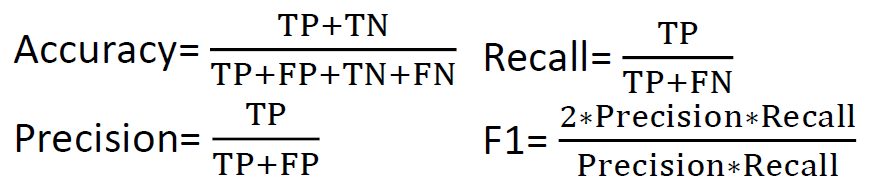 Accuracy= TP+TN / TP+FP+TN+FN
Recall= TP / TP+FN
Precision= TP / TP+FP
F1= 2*Precision*Recall / Precision*Recall